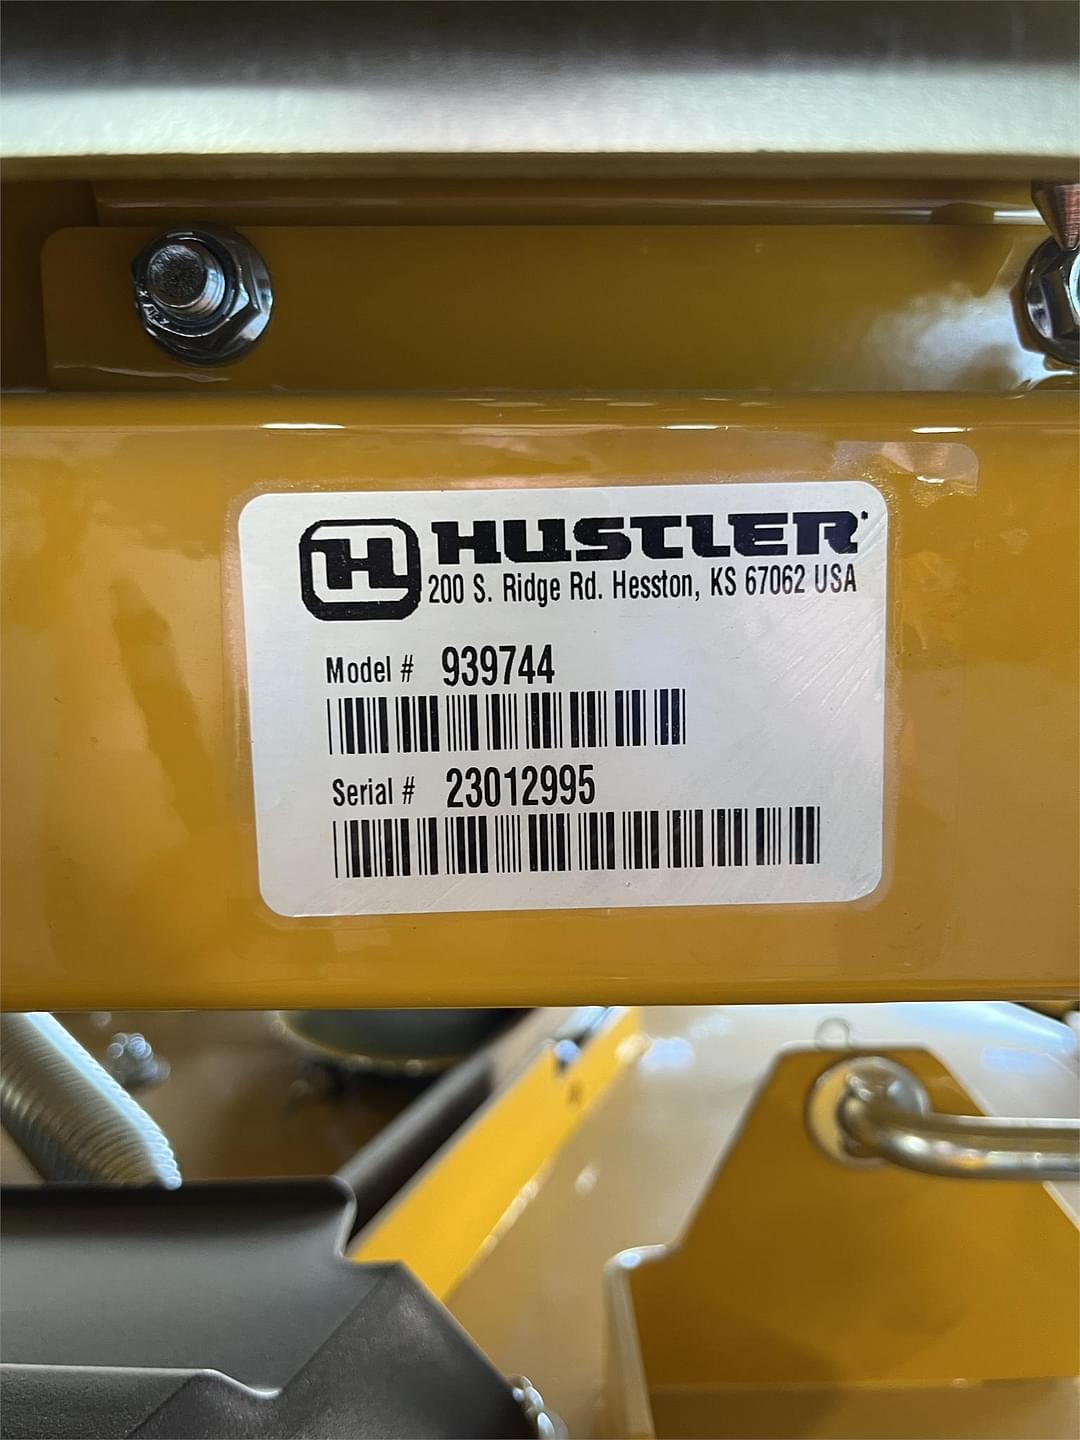 H HUSTLER
200 S. Ridge Rd. Hesston, KS 67062 USA
Model # 939744
Serial # 23012995